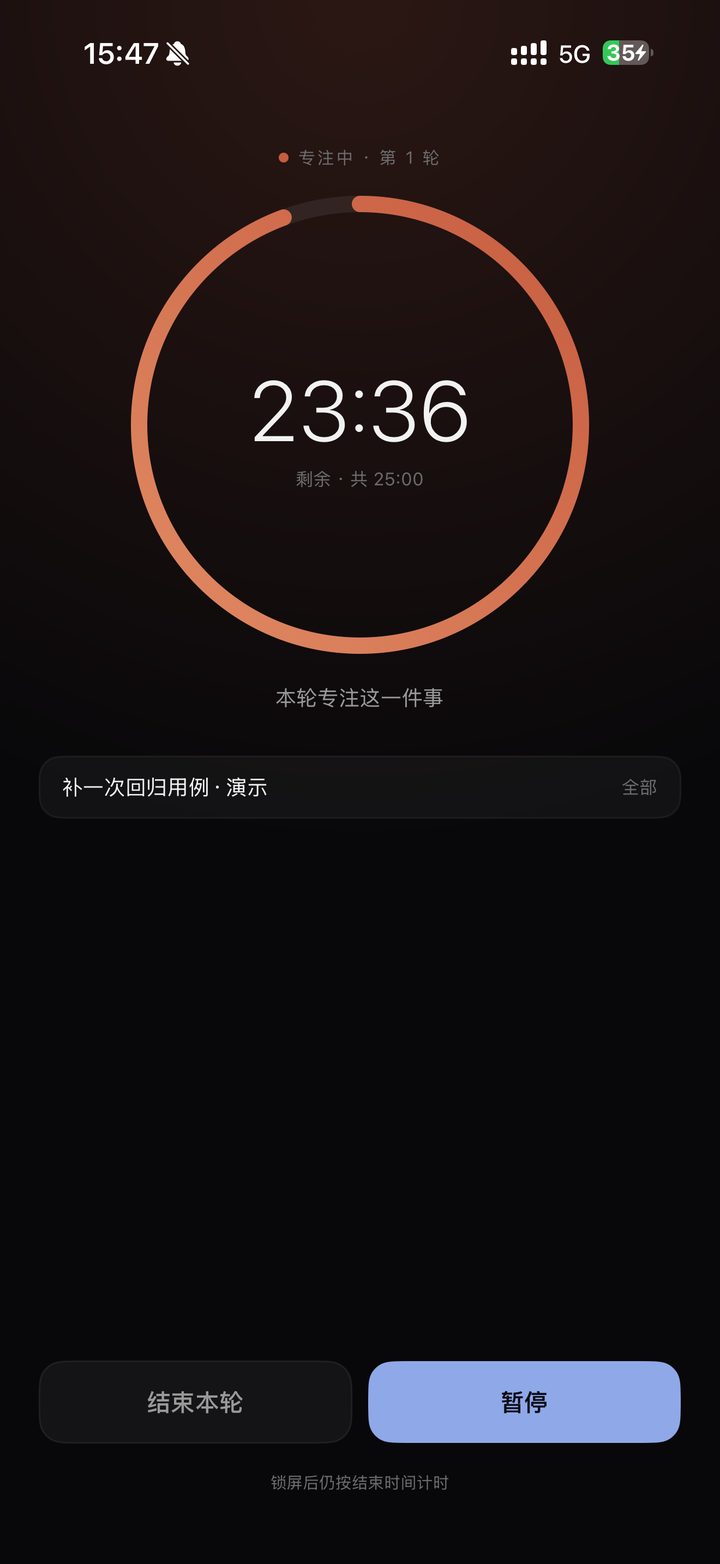 15:47 5G 35
专注中 · 第 1 轮
23:36
剩余 · 共 25:00
本轮专注这一件事
补一次回归用例 · 演示 全部
结束本轮 暂停
锁屏后仍按结束时间计时